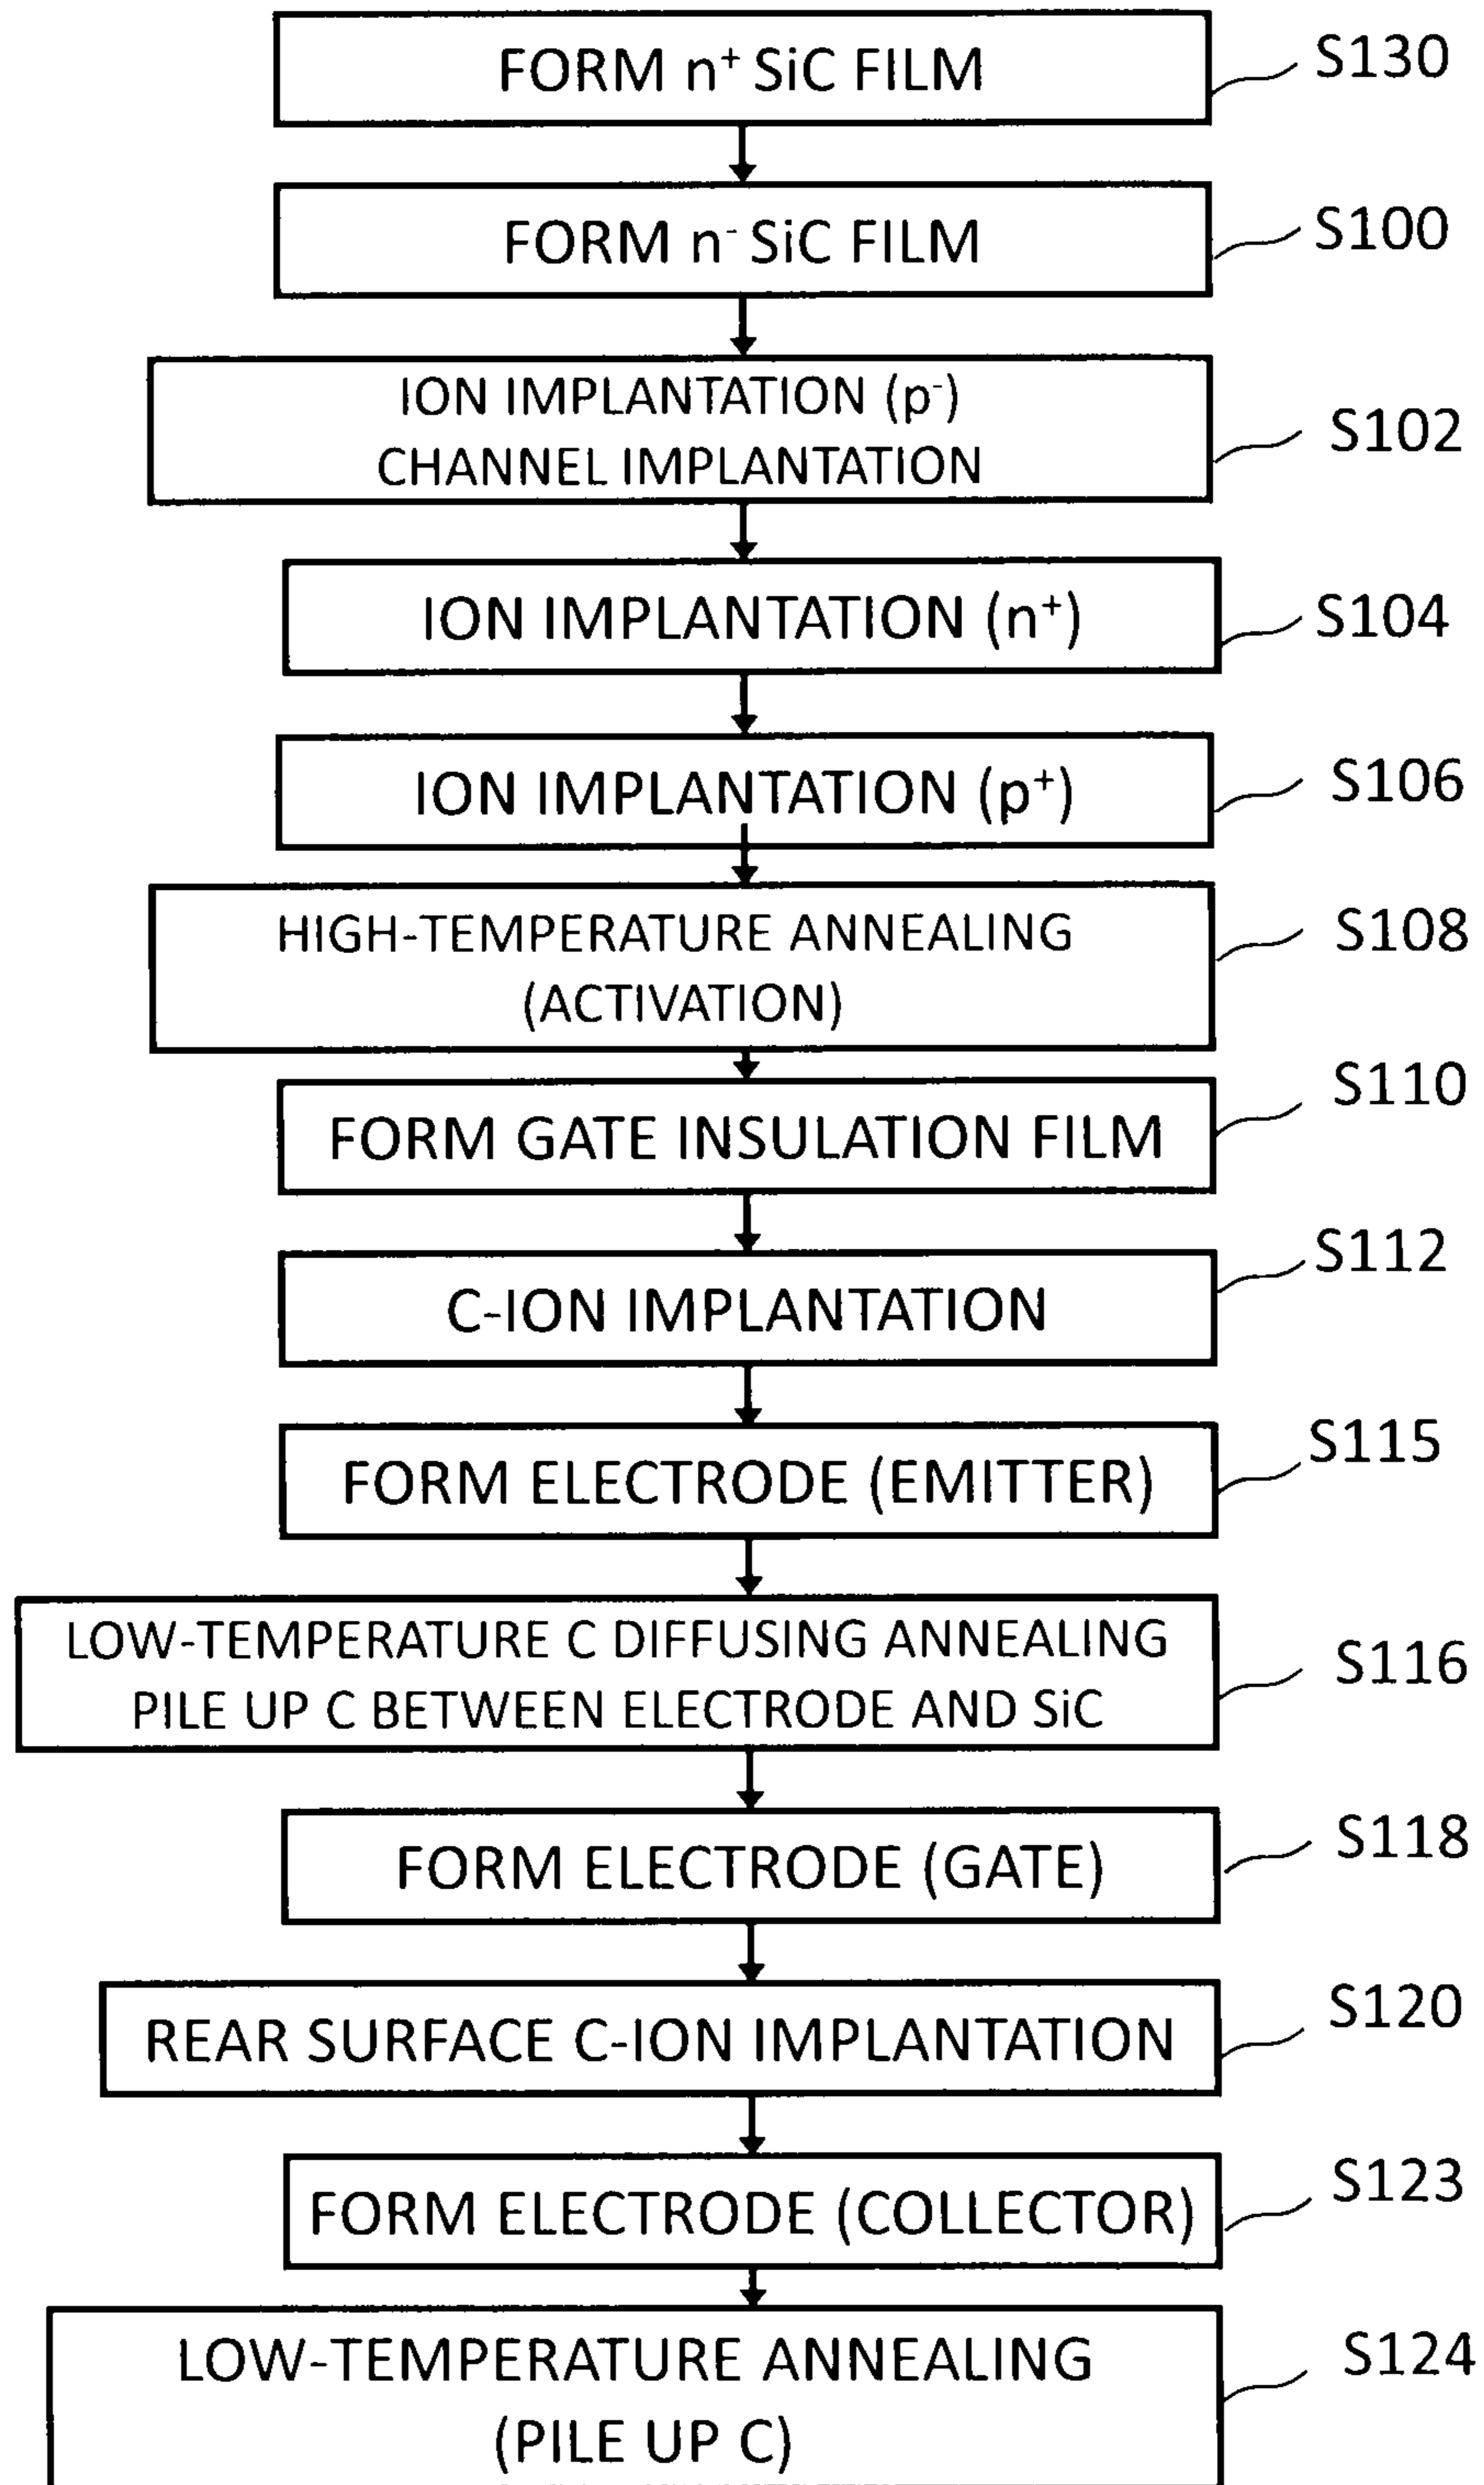 FORM n⁺ SiC FILM S130
FORM n⁻ SiC FILM S100
ION IMPLANTATION (p⁻)
CHANNEL IMPLANTATION S102
ION IMPLANTATION (n⁺) S104
ION IMPLANTATION (p⁺) S106
HIGH-TEMPERATURE ANNEALING
(ACTIVATION) S108
FORM GATE INSULATION FILM S110
C-ION IMPLANTATION S112
FORM ELECTRODE (EMITTER) S115
LOW-TEMPERATURE C DIFFUSING ANNEALING
PILE UP C BETWEEN ELECTRODE AND SiC S116
FORM ELECTRODE (GATE) S118
REAR SURFACE C-ION IMPLANTATION S120
FORM ELECTRODE (COLLECTOR) S123
LOW-TEMPERATURE ANNEALING
(PILE UP C) S124